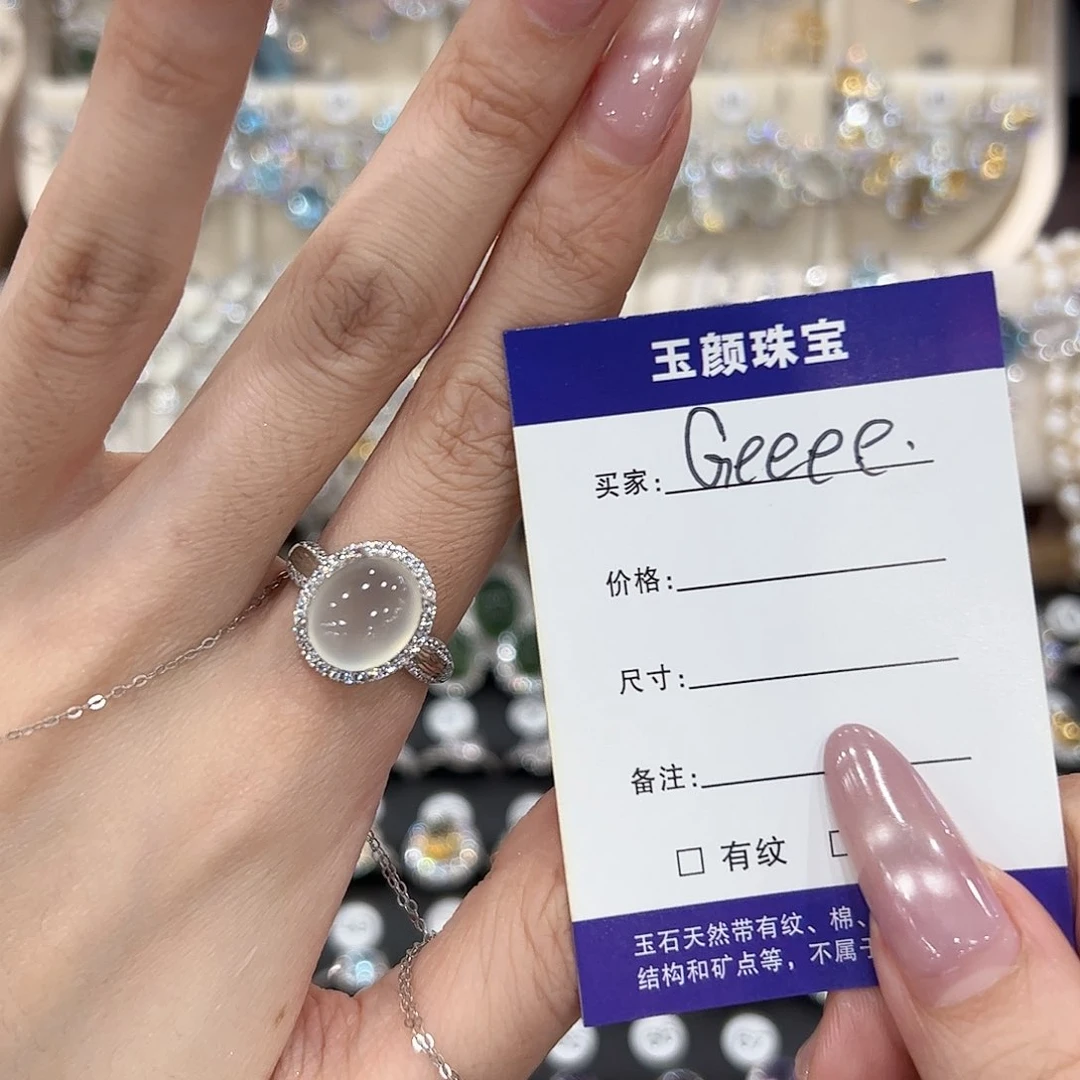 玉颜珠宝
买家: Geeee.
价格:
尺寸:
备注:
□ 有纹 □
玉石天然带有纹、棉、
结构和矿点等，不属于